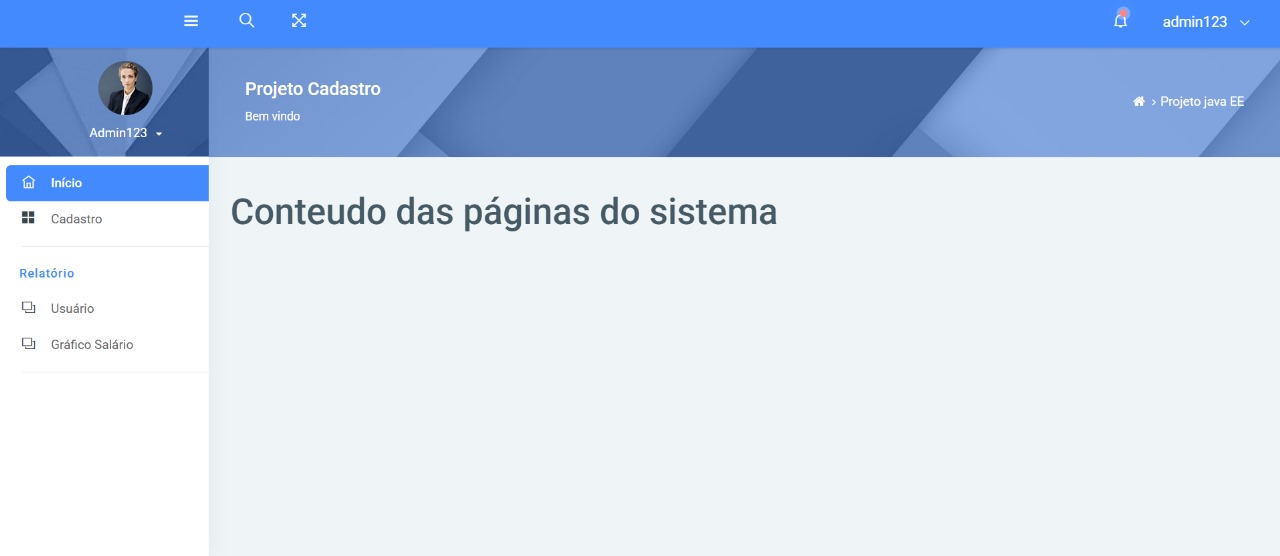 admin123
Admin123
Projeto Cadastro
Bem vindo
› Projeto java EE
Início
Cadastro
Relatório
Usuário
Gráfico Salário
Conteudo das páginas do sistema